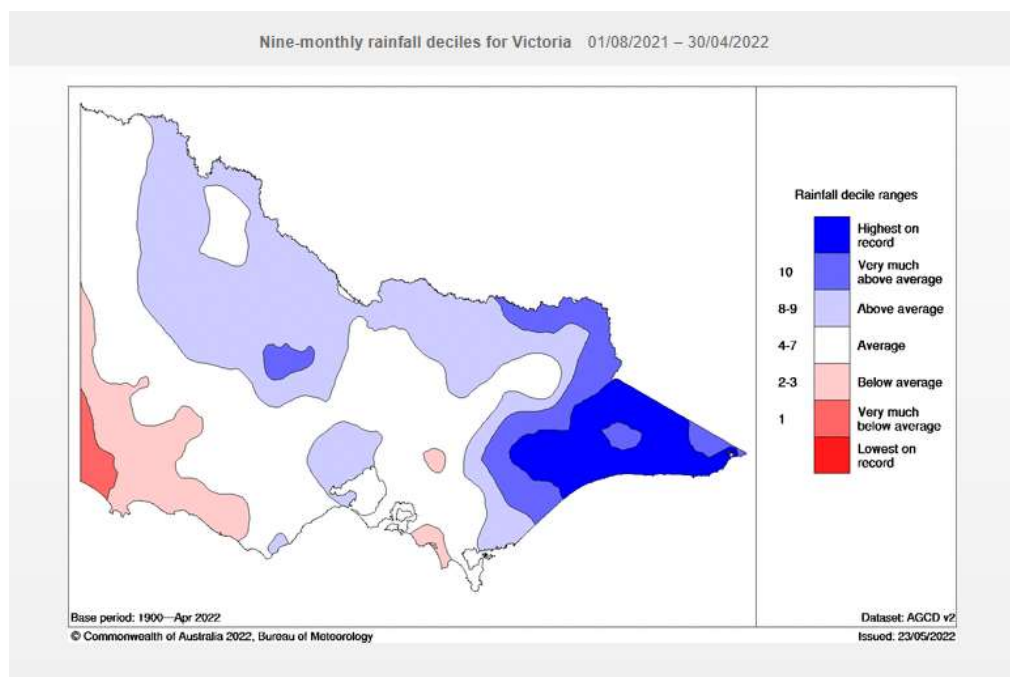 Nine-monthly rainfall deciles for Victoria 01/08/2021 – 30/04/2022
Rainfall decile ranges
Highest on
record
10 Very much
above average
8-9 Above average
4-7 Average
2-3 Below average
1 Very much
below average
Lowest on
record
Base period: 1900—Apr 2022
Dataset: AGCD v2
© Commonwealth of Australia 2022, Bureau of Meteorology
Issued: 23/05/2022